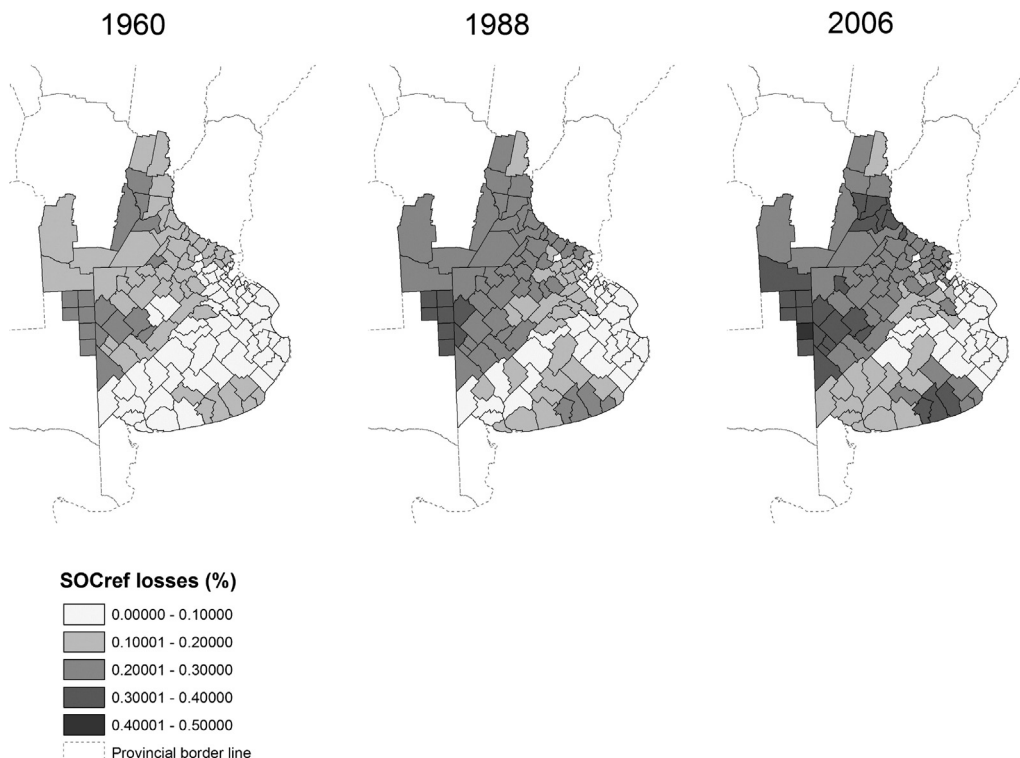 1960
1988
2006
SOCref losses (%)
0.00000 - 0.10000
0.10001 - 0.20000
0.20001 - 0.30000
0.30001 - 0.40000
0.40001 - 0.50000
Provincial border line